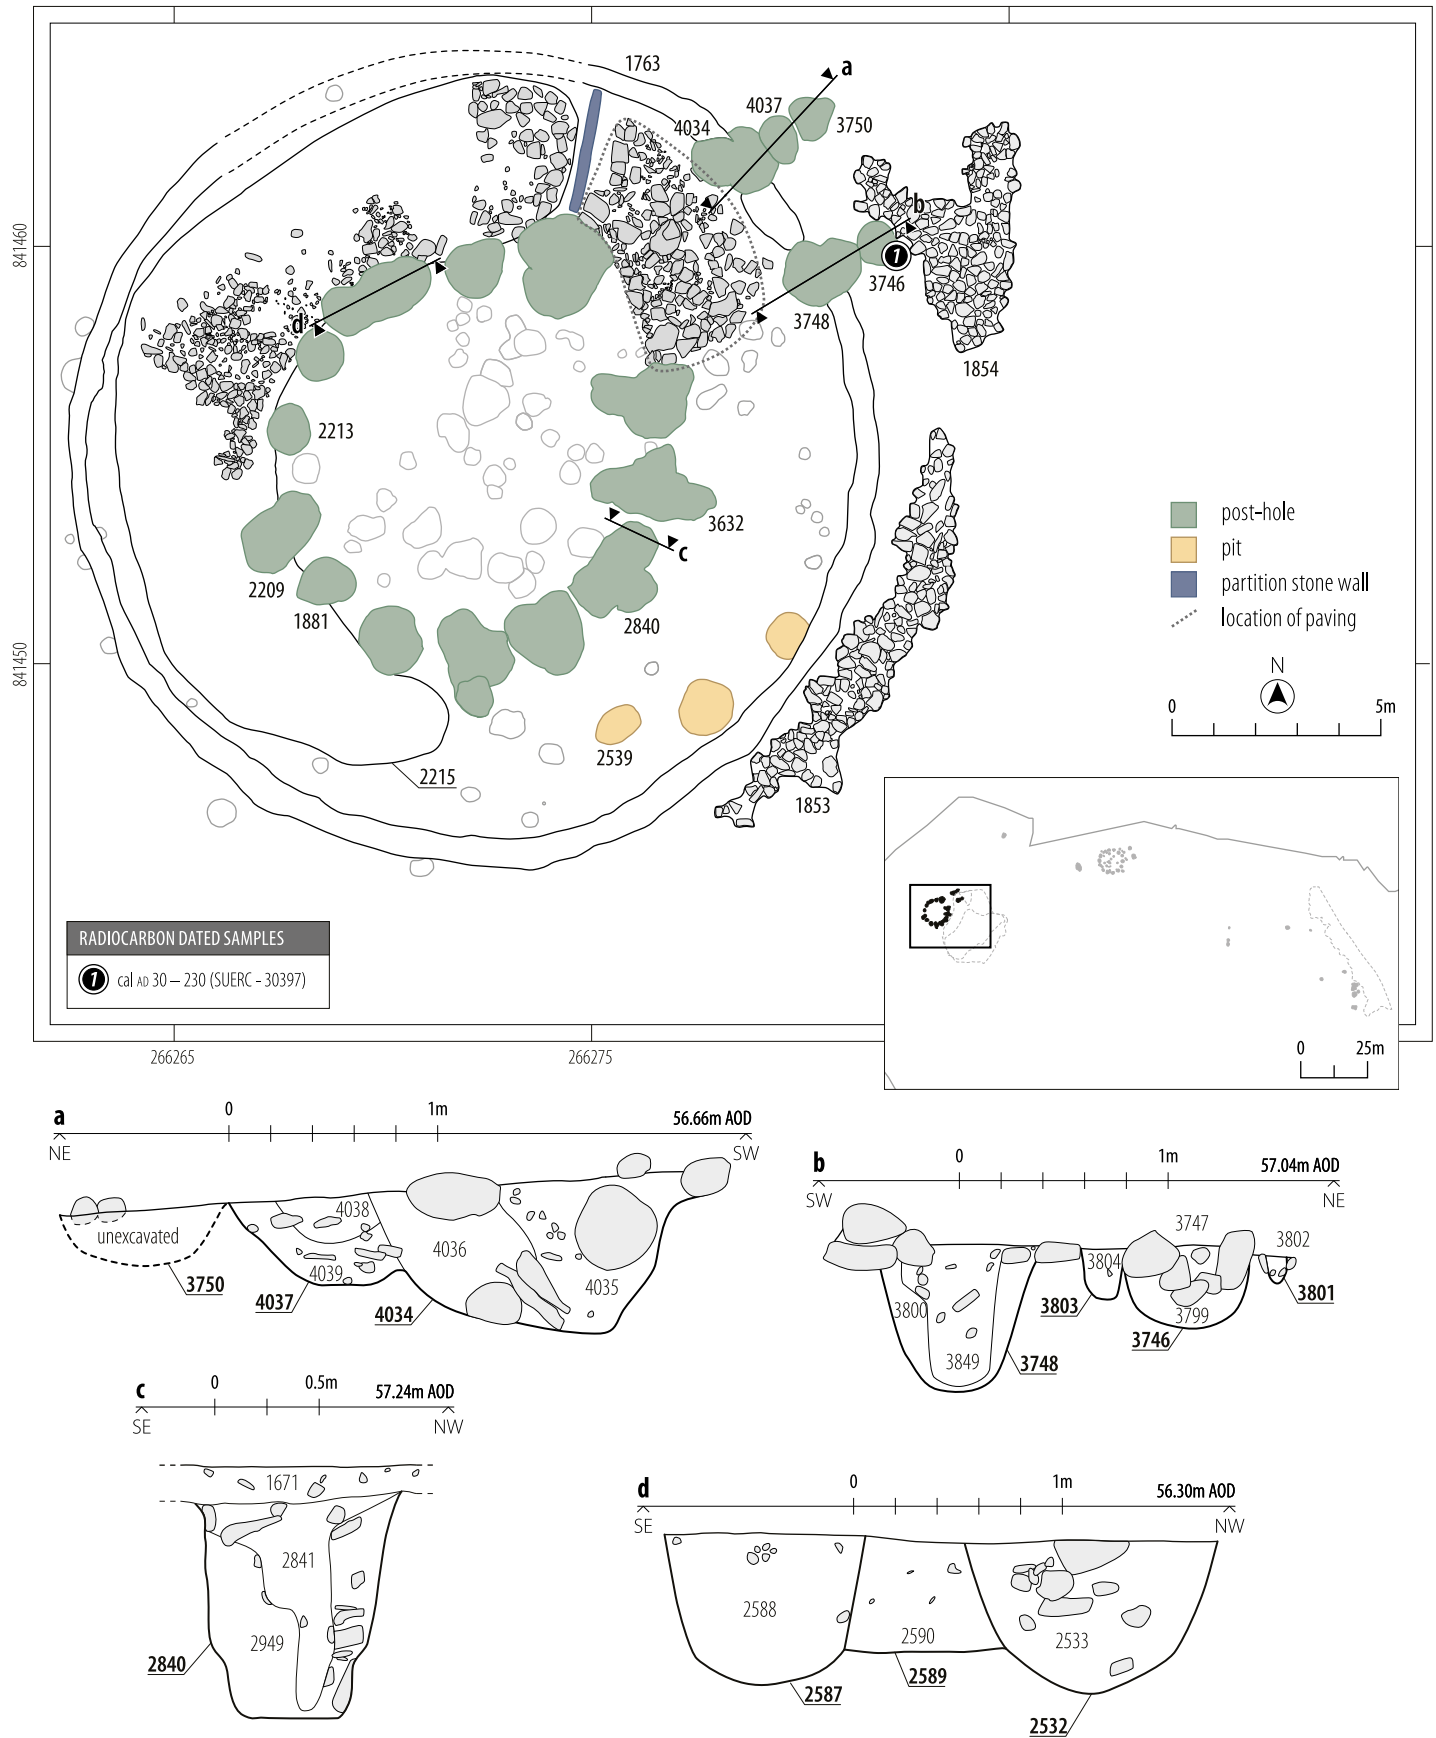 1763
a
4037
4034
3750
b
841460
1
3746
3748
1854
d
2213
3632
c
2209
1881
2840
841450
2539
2215
1853
post-hole
pit
partition stone wall
location of paving
N
0 5m
RADIOCARBON DATED SAMPLES
1 cal AD 30 – 230 (SUERC - 30397)
0 25m
266265 266275
a 0 1m 56.66m AOD
NE SW
4038
unexcavated
4036
4039
4035
3750
4037
4034
b 0 1m 57.04m AOD
SW NE
3747
3802
3804
3800
3803
3801
3799
3746
3849
3748
c 0 0.5m 57.24m AOD
SE NW
1671
2841
2949
2840
d 0 1m 56.30m AOD
SE NW
2588
2590
2533
2589
2587
2532